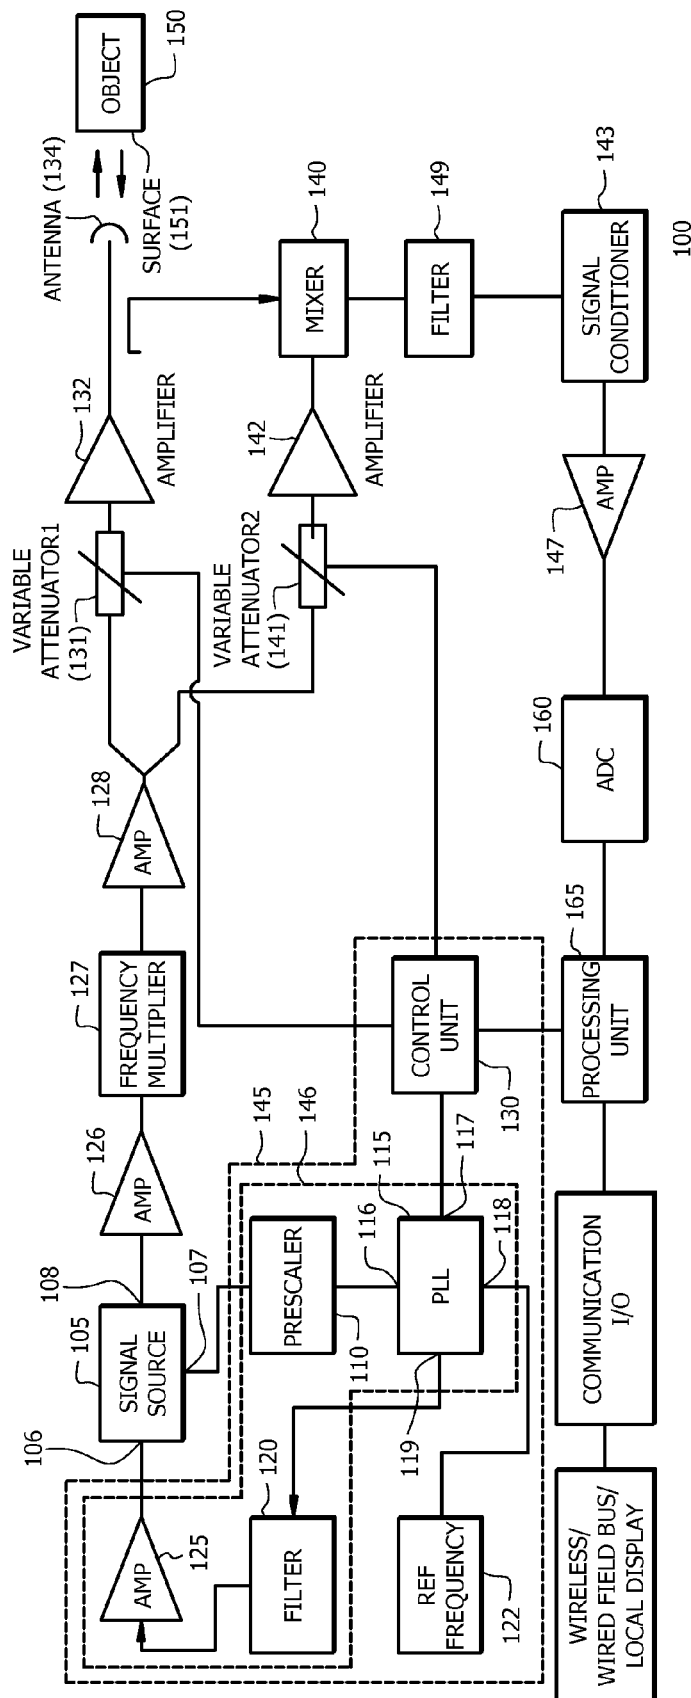 AMP
125
106
SIGNAL
SOURCE
105
107
108
AMP
126
FREQUENCY
MULTIPLIER
127
AMP
128
VARIABLE
ATTENUATOR1
(131)
132
AMPLIFIER
ANTENNA (134)
SURFACE
(151)
OBJECT
150
VARIABLE
ATTENUATOR2
(141)
142
AMPLIFIER
MIXER
140
FILTER
149
SIGNAL
CONDITIONER
143
100
FILTER
120
PRESCALER
110
145
146
REF
FREQUENCY
122
PLL
115
116
117
118
119
CONTROL
UNIT
130
AMP
147
ADC
160
PROCESSING
UNIT
165
COMMUNICATION
I/O
WIRELESS/
WIRED FIELD BUS/
LOCAL DISPLAY